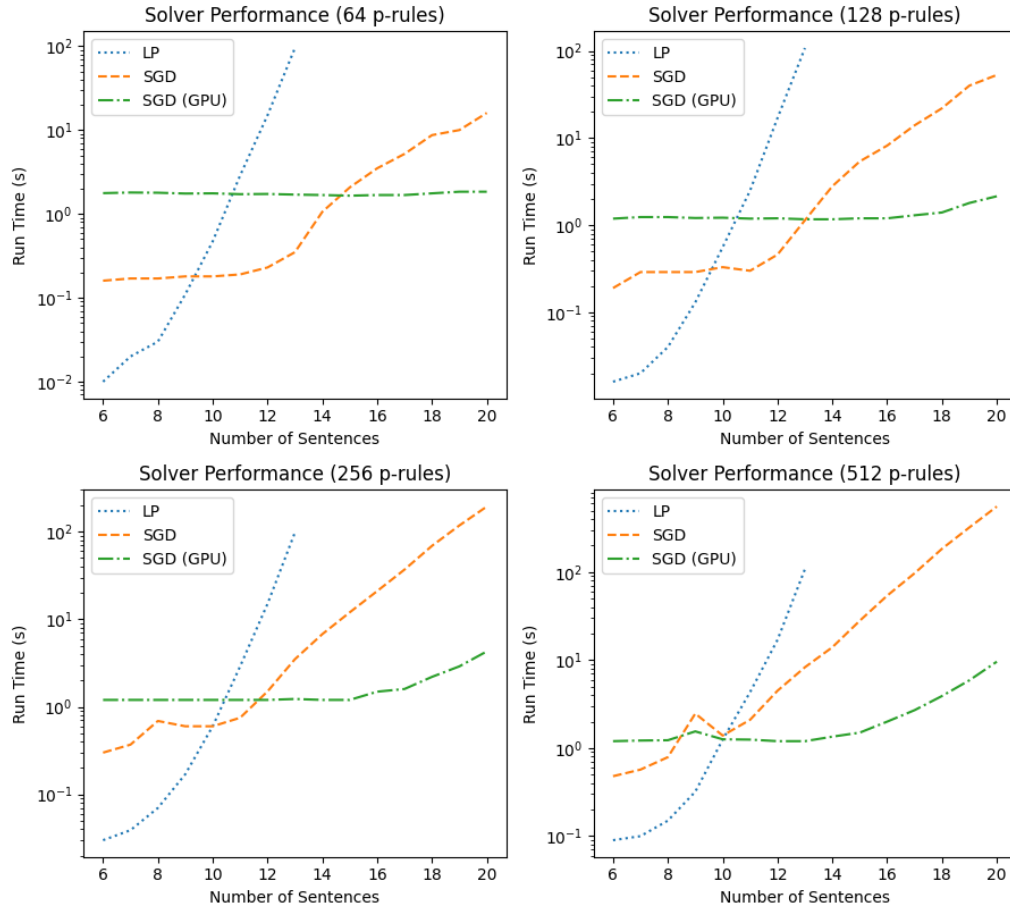 Solver Performance (64 p-rules)
10^2
10^1
10^0
10^-1
10^-2
Run Time (s)
LP
SGD
SGD (GPU)
6 8 10 12 14 16 18 20
Number of Sentences
Solver Performance (128 p-rules)
10^2
10^1
10^0
10^-1
Run Time (s)
LP
SGD
SGD (GPU)
6 8 10 12 14 16 18 20
Number of Sentences
Solver Performance (256 p-rules)
10^2
10^1
10^0
10^-1
Run Time (s)
LP
SGD
SGD (GPU)
6 8 10 12 14 16 18 20
Number of Sentences
Solver Performance (512 p-rules)
10^2
10^1
10^0
10^-1
Run Time (s)
LP
SGD
SGD (GPU)
6 8 10 12 14 16 18 20
Number of Sentences